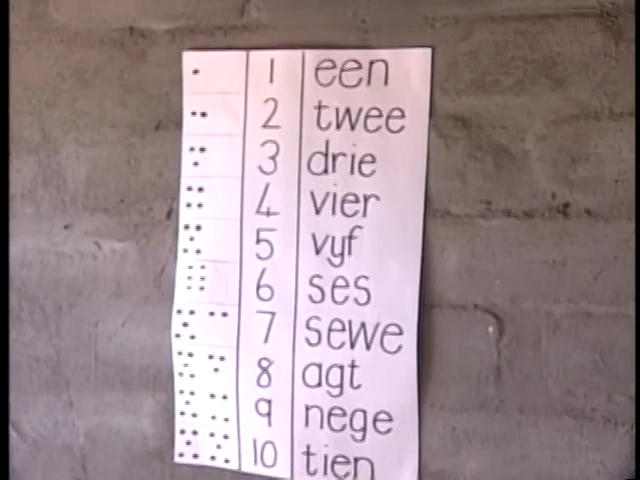 1 een
2 twee
3 drie
4 vier
5 vyf
6 ses
7 sewe
8 agt
9 nege
10 tien